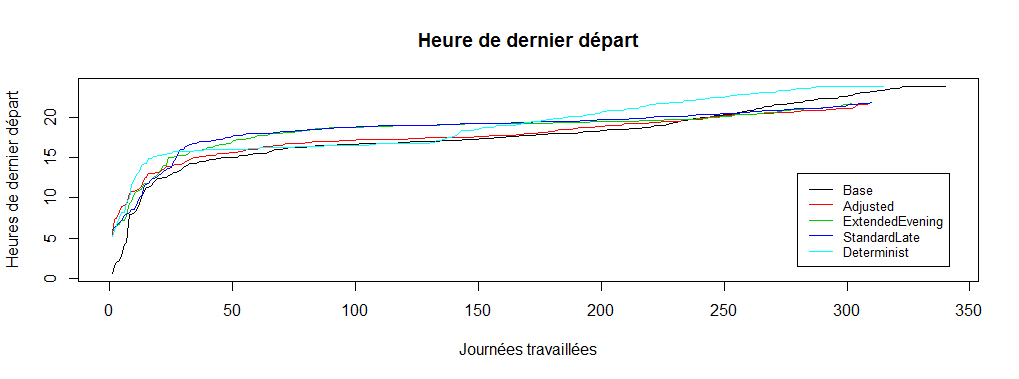 Heure de dernier départ
Heures de dernier départ
20
15
10
5
0
Base
Adjusted
ExtendedEvening
StandardLate
Determinist
0 50 100 150 200 250 300 350
Journées travaillées